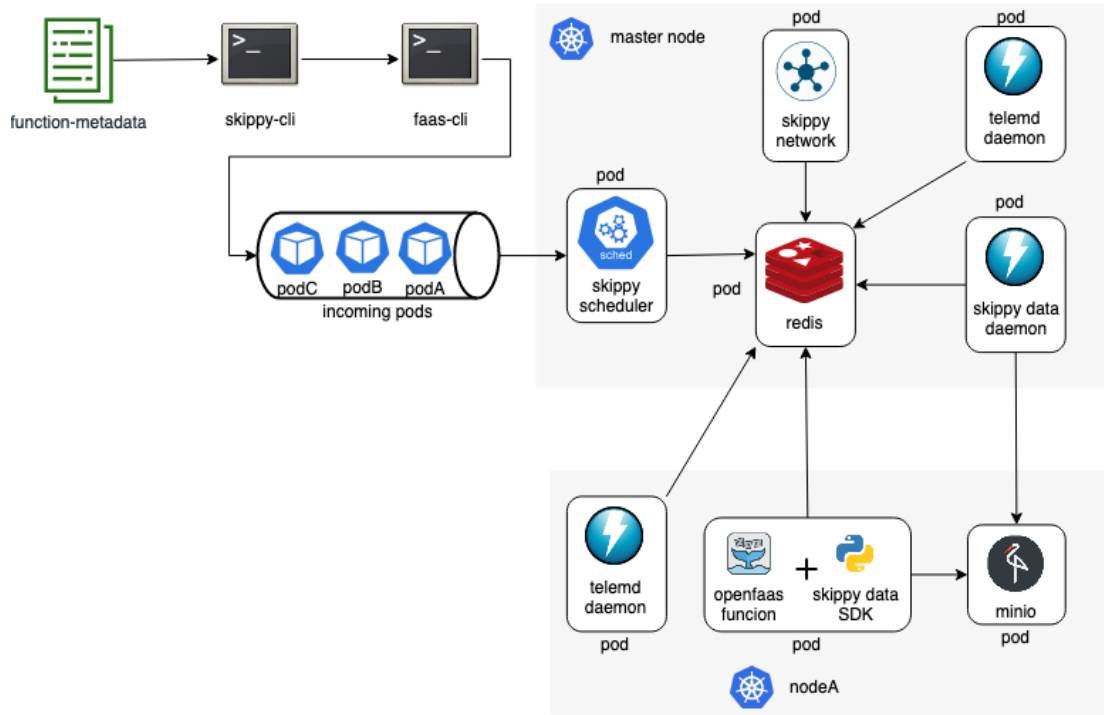 pod
pod
master node
>_
>_
function-metadata
skippy-cli
faas-cli
skippy
network
telemd
daemon
pod
pod
sched
skippy
scheduler
podC
podB
podA
incoming pods
pod
redis
skippy data
daemon
telemd
daemon
pod
openfaas
funcion
+
skippy data
SDK
pod
minio
pod
nodeA